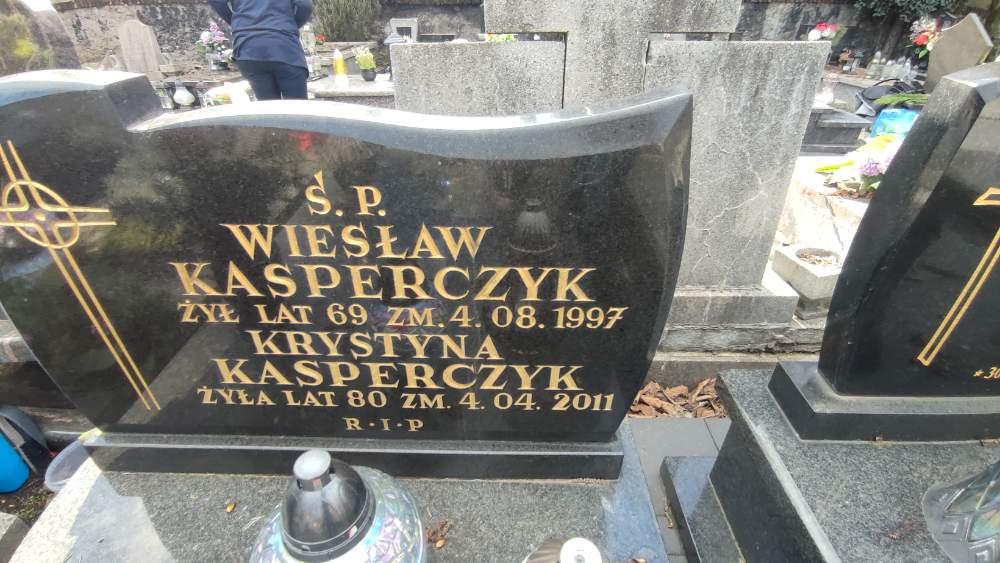 Ś. P.
WIESŁAW
KASPERCZYK
ŻYŁ LAT 69 ZM. 4. 08. 1997
KRYSTYNA
KASPERCZYK
ŻYŁA LAT 80 ZM. 4. 04. 2011
R·I·P